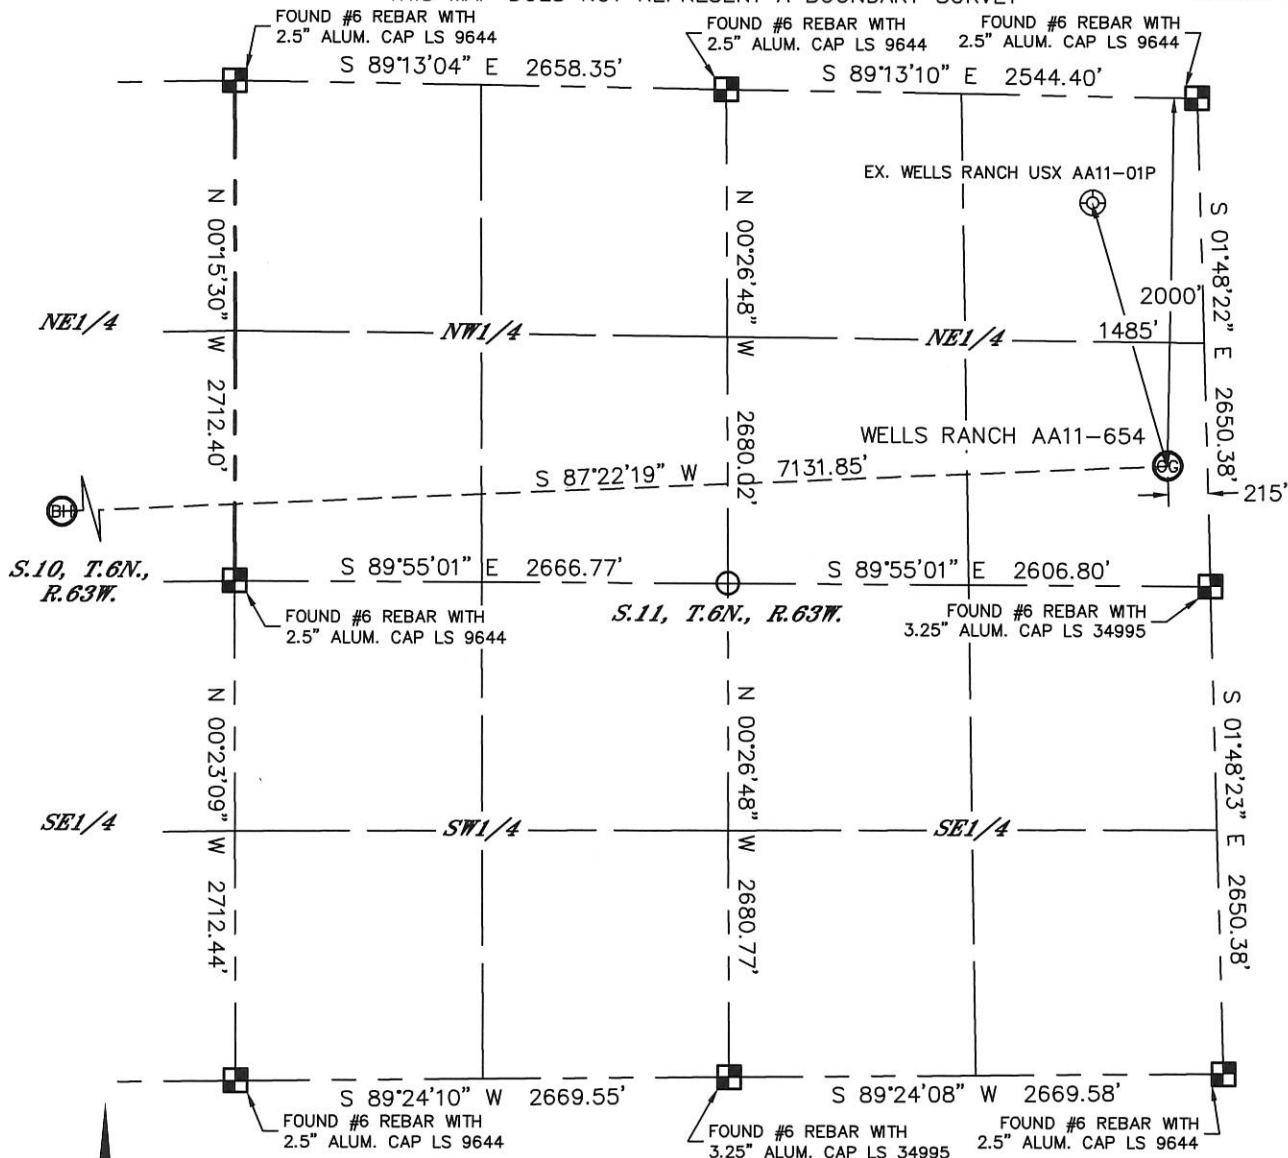 THIS MAP DOES NOT REPRESENT A BOUNDARY SURVEY
FOUND #6 REBAR WITH
2.5" ALUM. CAP LS 9644
FOUND #6 REBAR WITH
2.5" ALUM. CAP LS 9644
FOUND #6 REBAR WITH
2.5" ALUM. CAP LS 9644
S 89°13'04" E 2658.35'
S 89°13'10" E 2544.40'
EX. WELLS RANCH USX AA11-01P
N 00°15'30" W 2712.40'
N 00°26'48" W 2680.02'
S 01°48'22" E 2650.38'
2000'
1485'
NE1/4
NW1/4
NE1/4
WELLS RANCH AA11-654
OG
S 87°22'19" W 7131.85'
215'
BH
S.10, T.6N.,
R.63W.
S 89°55'01" E 2666.77'
S 89°55'01" E 2606.80'
FOUND #6 REBAR WITH
2.5" ALUM. CAP LS 9644
S.11, T.6N., R.63W.
FOUND #6 REBAR WITH
3.25" ALUM. CAP LS 34995
N 00°23'09" W 2712.44'
N 00°26'48" W 2680.77'
S 01°48'23" E 2650.38'
SE1/4
SW1/4
SE1/4
S 89°24'10" W 2669.55'
S 89°24'08" W 2669.58'
FOUND #6 REBAR WITH
2.5" ALUM. CAP LS 9644
FOUND #6 REBAR WITH
3.25" ALUM. CAP LS 34995
FOUND #6 REBAR WITH
2.5" ALUM. CAP LS 9644